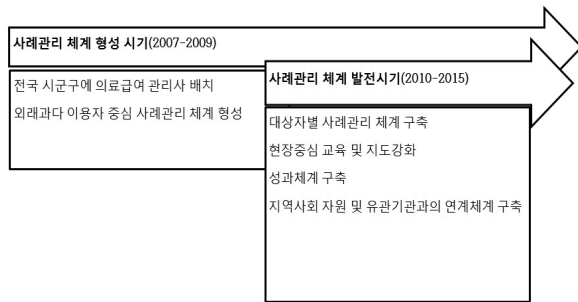 사례관리 체계 형성 시기(2007-2009)
전국 시군구에 의료급여 관리사 배치
외래과다 이용자 중심 사례관리 체계 형성
사례관리 체계 발전시기(2010-2015)
대상자별 사례관리 체계 구축
현장중심 교육 및 지도강화
성과체계 구축
지역사회 자원 및 유관기관과의 연계체계 구축